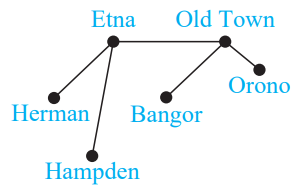 Etna Old Town
Orono
Herman Bangor
Hampden